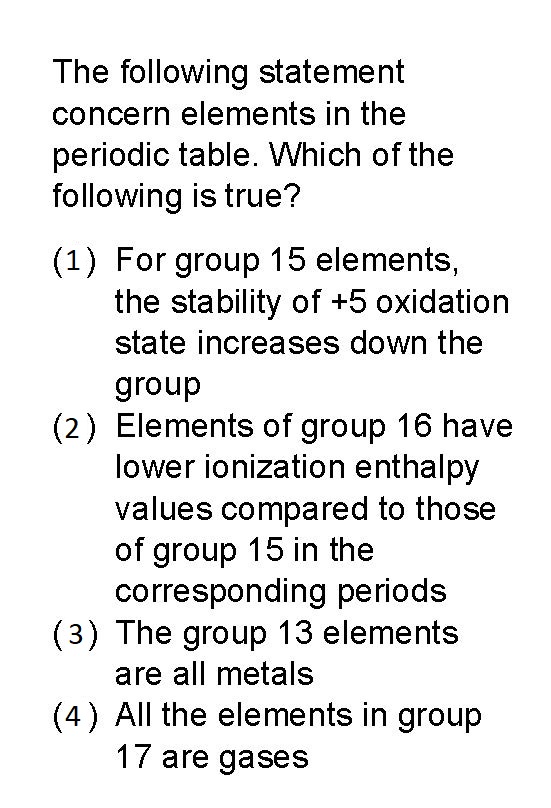 The following statement
concern elements in the
periodic table. Which of the
following is true?
(1) For group 15 elements,
the stability of +5 oxidation
state increases down the
group
(2) Elements of group 16 have
lower ionization enthalpy
values compared to those
of group 15 in the
corresponding periods
(3) The group 13 elements
are all metals
(4) All the elements in group
17 are gases